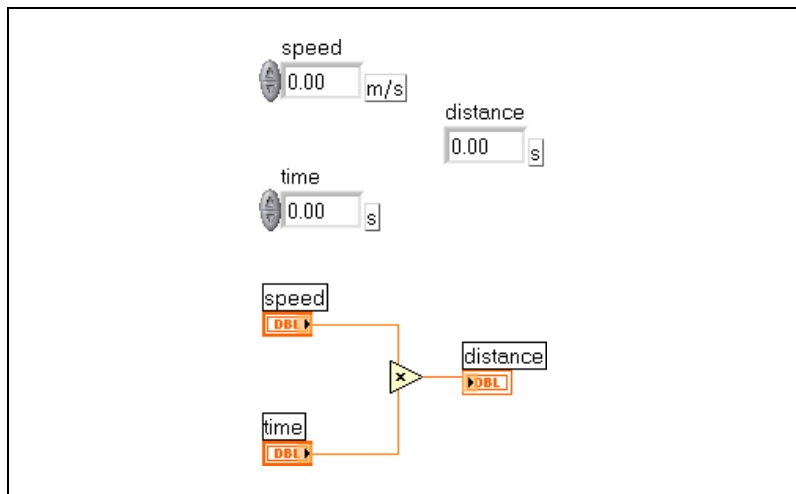 speed
0.00 m/s
distance
0.00 s
time
0.00 s
speed
DBL
x
distance
DBL
time
DBL